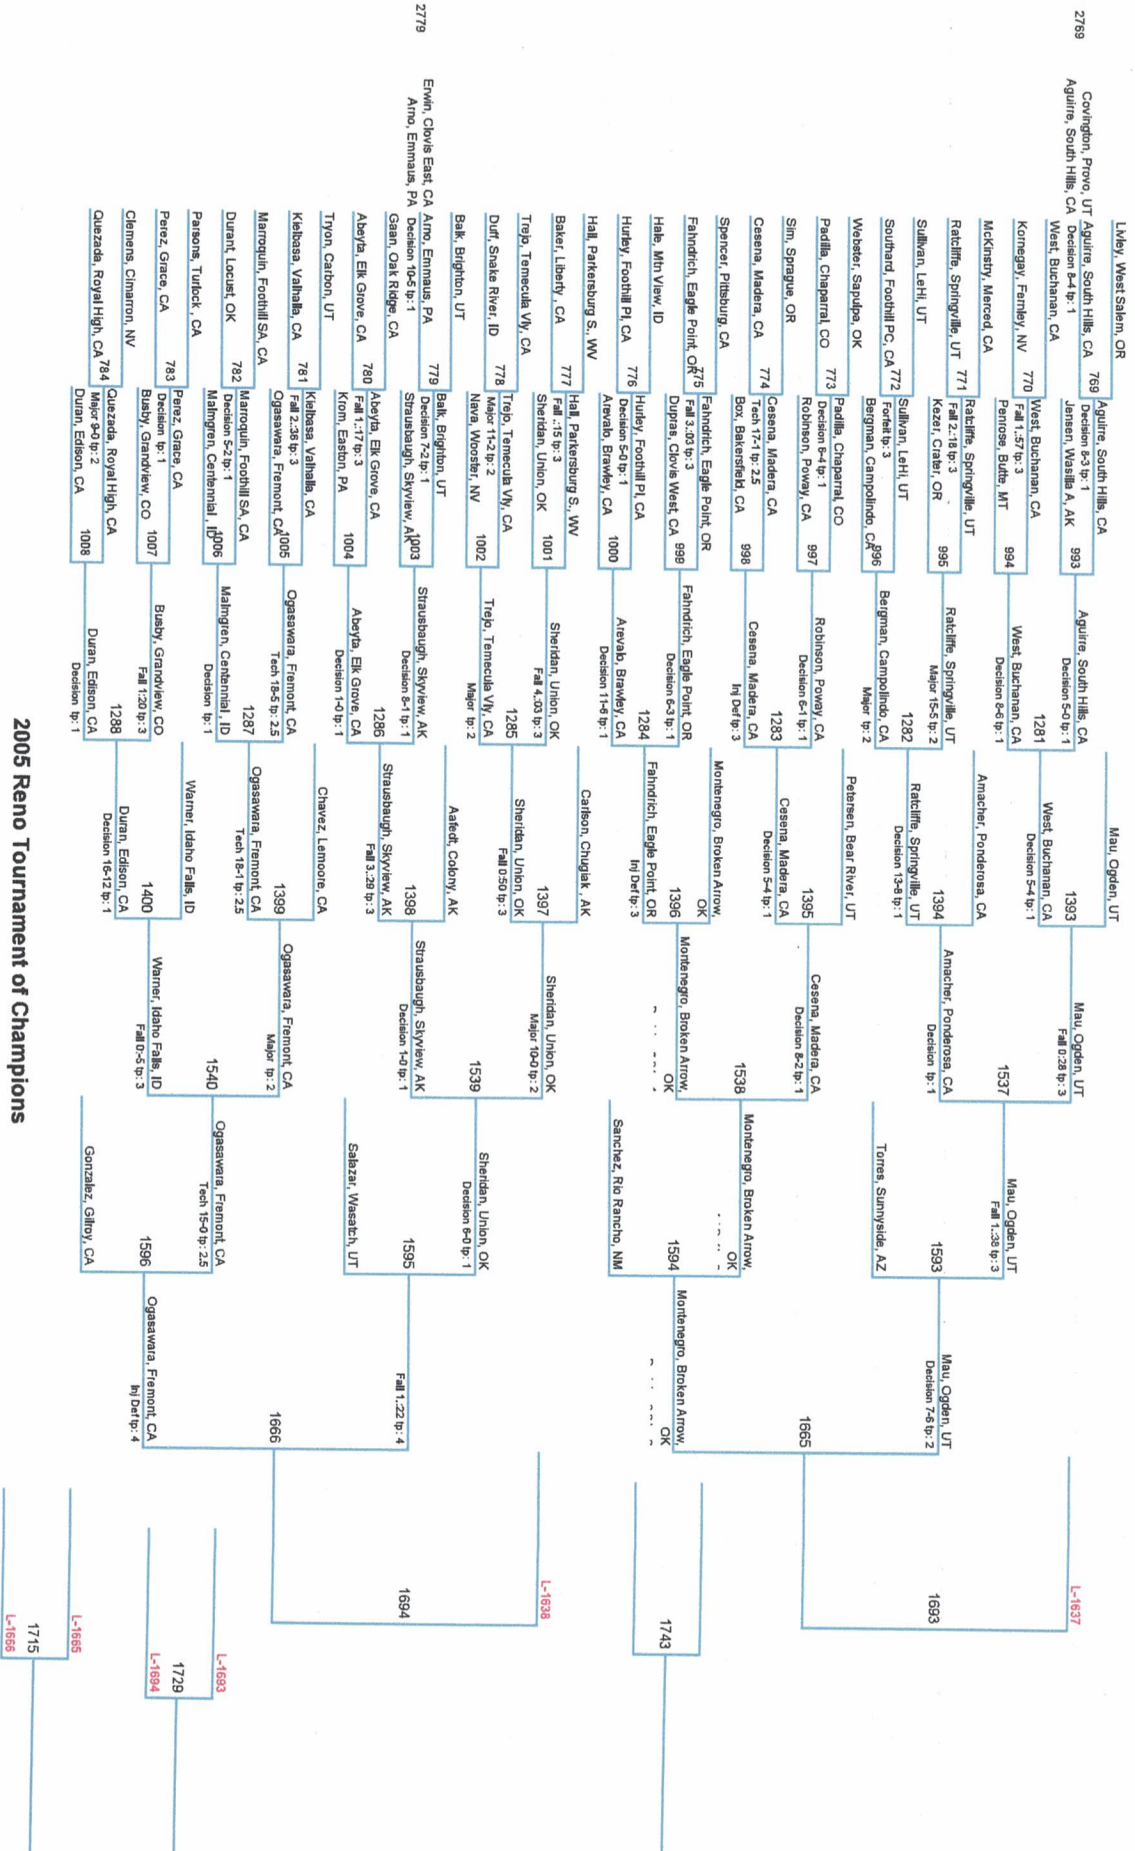 2769
2779
Covington, Provo, UT
Aguirre, South Hills, CA
Erwin, Clovis East, CA
Arno, Emmaus, PA
Livley, West Salem, OR
769
Aguirre, South Hills, CA
Decision 8-4 tp: 1
West, Buchanan, CA
770
Kornegay, Fernley, NV
McKinstry, Merced, CA
771
Ratcliffe, Springville, UT
Sullivan, LeHi, UT
772
Southard, Foothill PC, CA
Webster, Sapulpa, OK
773
Padilla, Chaparral, CO
Sim, Sprague, OR
774
Cesena, Madera, CA
Spencer, Pittsburg, CA
775
Fahndrich, Eagle Point, OR
Hale, Mtn View, ID
776
Hurley, Foothill Pl, CA
Hall, Parkersburg S., WV
777
Baker, Liberty , CA
Trejo, Temecula Vly, CA
778
Duff, Snake River, ID
Balk, Brighton, UT
779
Arno, Emmaus, PA
Decision 10-5 tp: 1
Gaan, Oak Ridge, CA
780
Abeyta, Elk Grove, CA
Tryon, Carbon, UT
781
Kielbasa, Valhalla, CA
Marroquin, Foothill SA, CA
782
Durant, Locust, OK
Parsons, Turlock , CA
783
Perez, Grace, CA
Clemens, Cimarron, NV
784
Quezada, Royal High, CA
Aguirre, South Hills, CA
Decision 8-3 tp: 1
993
Jensen, Wasilla A, AK
West, Buchanan, CA
Fall 1.:57 tp: 3
994
Penrose, Butte, MT
Ratcliffe, Springville, UT
Fall 2.:18 tp: 3
995
Kezer, Crater, OR
Sullivan, LeHi, UT
Forfeit tp: 3
996
Bergman, Campolindo, CA
Padilla, Chaparral, CO
Decision 8-4 tp: 1
997
Robinson, Poway, CA
Cesena, Madera, CA
Tech 17-1 tp: 2.5
998
Box, Bakersfield, CA
Fahndrich, Eagle Point, OR
Fall 3.:03 tp: 3
999
Dupras, Clovis West, CA
Hurley, Foothill Pl, CA
Decision 5-0 tp: 1
1000
Arevalo, Brawley, CA
Hall, Parkersburg S., WV
Fall .:15 tp: 3
1001
Sheridan, Union, OK
Trejo, Temecula Vly, CA
Major 11-2 tp: 2
1002
Nava, Wooster, NV
Balk, Brighton, UT
Decision 7-2 tp: 1
1003
Strausbaugh, Skyview, AK
Abeyta, Elk Grove, CA
Fall 1.:17 tp: 3
1004
Krom, Easton, PA
Kielbasa, Valhalla, CA
Fall 2.:36 tp: 3
1005
Ogasawara, Fremont, CA
Marroquin, Foothill SA, CA
Decision 5-2 tp: 1
1006
Malmgren, Centennial , ID
Perez, Grace, CA
Decision tp: 1
1007
Busby, Grandview, CO
Quezada, Royal High, CA
Major 9-0 tp: 2
1008
Duran, Edison, CA
Aguirre, South Hills, CA
Decision 5-0 tp: 1
1281
West, Buchanan, CA
Decision 8-6 tp: 1
Ratcliffe, Springville, UT
Major 15-5 tp: 2
1282
Bergman, Campolindo, CA
Major tp: 2
Robinson, Poway, CA
Decision 6-1 tp: 1
1283
Cesena, Madera, CA
Inj Def tp: 3
Fahndrich, Eagle Point, OR
Decision 6-3 tp: 1
1284
Arevalo, Brawley, CA
Decision 11-6 tp: 1
Sheridan, Union, OK
Fall 4.:03 tp: 3
1285
Trejo, Temecula Vly, CA
Major tp: 2
Strausbaugh, Skyview, AK
Decision 8-1 tp: 1
1286
Abeyta, Elk Grove, CA
Decision 1-0 tp: 1
Ogasawara, Fremont, CA
Tech 18-5 tp: 2.5
1287
Malmgren, Centennial , ID
Decision tp: 1
Busby, Grandview, CO
Fall 1:20 tp: 3
1288
Duran, Edison, CA
Decision tp: 1
Mau, Ogden, UT
1393
West, Buchanan, CA
Decision 5-4 tp: 1
Amacher, Ponderosa, CA
1394
Ratcliffe, Springville, UT
Decision 13-8 tp: 1
Petersen, Bear River, UT
1395
Cesena, Madera, CA
Decision 5-4 tp: 1
Montenegro, Broken Arrow,
OK
1396
Fahndrich, Eagle Point, OR
Inj Def tp: 3
Carlson, Chugiak , AK
1397
Sheridan, Union, OK
Fall 0:50 tp: 3
Aafedt, Colony, AK
1398
Strausbaugh, Skyview, AK
Fall 3.:29 tp: 3
Chavez, Lemoore, CA
1399
Ogasawara, Fremont, CA
Tech 18-1 tp: 2.5
Warner, Idaho Falls, ID
1400
Duran, Edison, CA
Decision 16-12 tp: 1
Mau, Ogden, UT
Fall 0:28 tp: 3
1537
Amacher, Ponderosa, CA
Decision tp: 1
Cesena, Madera, CA
Decision 8-2 tp: 1
1538
Montenegro, Broken Arrow,
OK
Sheridan, Union, OK
Major 10-0 tp: 2
1539
Strausbaugh, Skyview, AK
Decision 1-0 tp: 1
Ogasawara, Fremont, CA
Major tp: 2
1540
Warner, Idaho Falls, ID
Fall 0:-5 tp: 3
Mau, Ogden, UT
Fall 1.:38 tp: 3
1593
Torres, Sunnyside, AZ
Montenegro, Broken Arrow,
OK
1594
Sanchez, Rio Rancho, NM
Sheridan, Union, OK
Decision 6-0 tp: 1
1595
Salazar, Wasatch, UT
Ogasawara, Fremont, CA
Tech 15-0 tp: 2.5
1596
Gonzalez, Gilroy, CA
Mau, Ogden, UT
Decision 7-6 tp: 2
1665
Montenegro, Broken Arrow,
OK
Fall 1.:22 tp: 4
1666
Ogasawara, Fremont, CA
Inj Def tp: 4
L-1637
1693
L-1638
1694
1743
L-1693
1729
L-1694
L-1665
1715
L-1666
2005 Reno Tournament of Champions